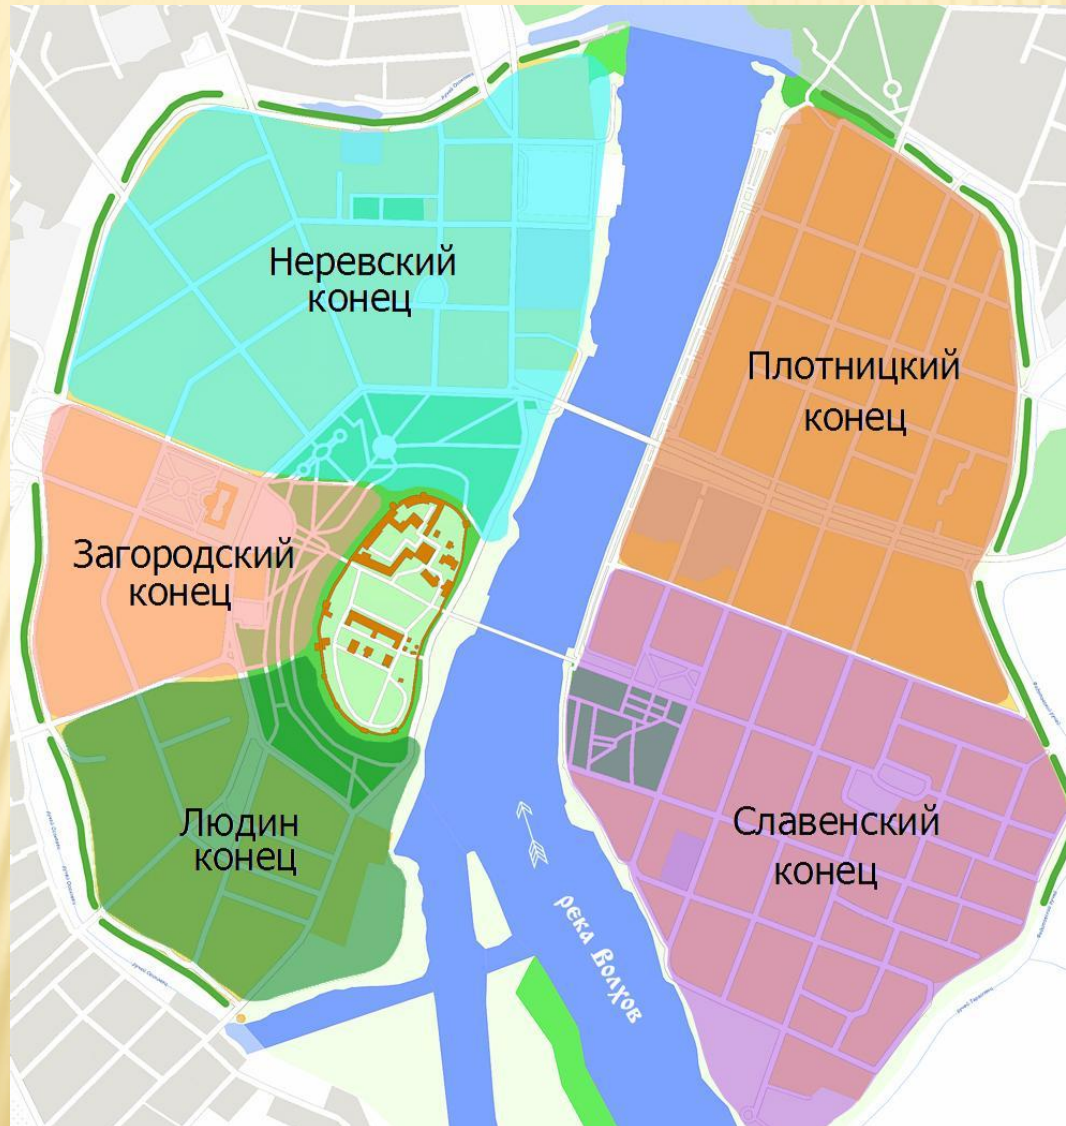 Неревский
конец
Плотницкий
конец
Загородский
конец
Людин
конец
Славенский
конец
река Волхов